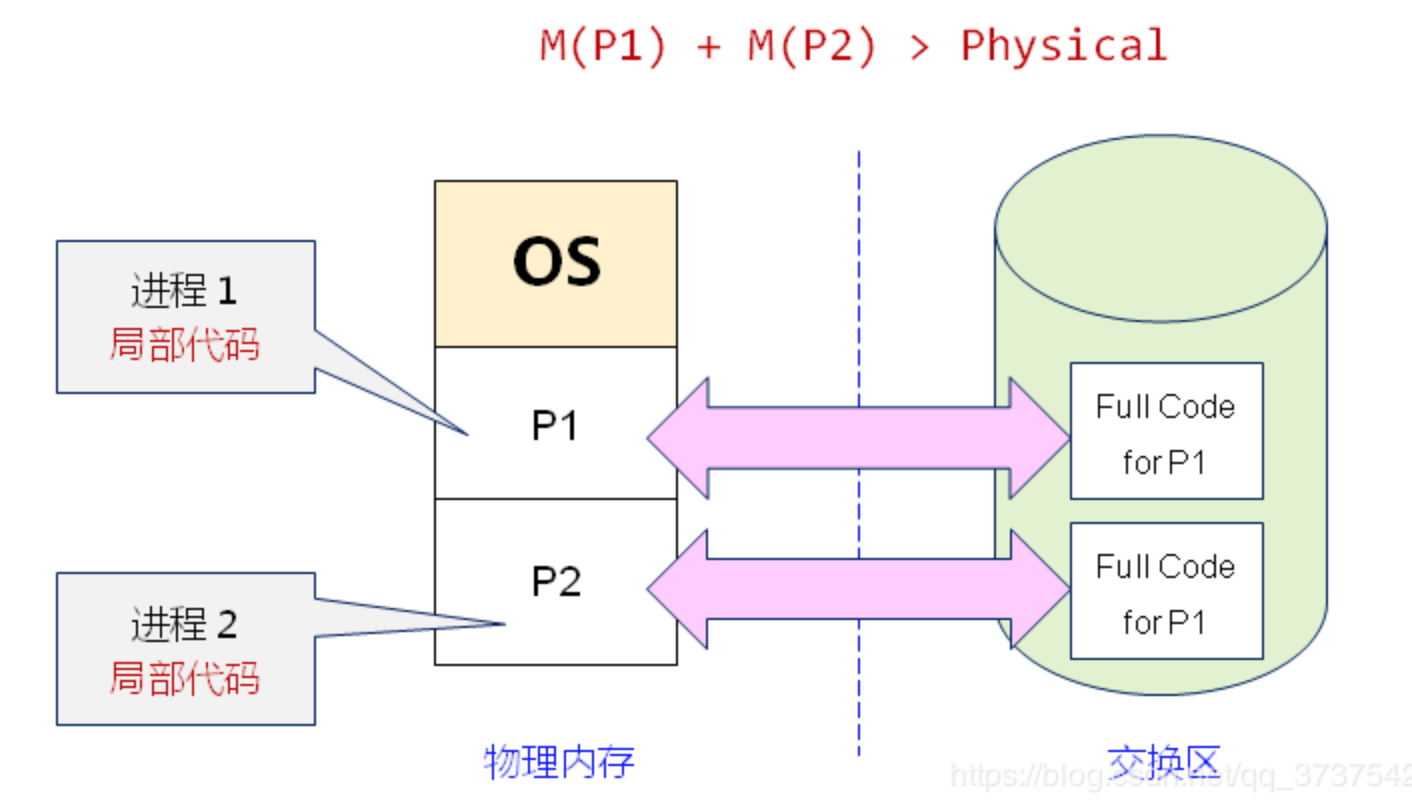 M(P1) + M(P2) > Physical
OS
进程 1
局部代码
P1
Full Code
for P1
P2
Full Code
for P1
进程 2
局部代码
物理内存
交换区
https://blog.csdn.net/qq_3737542